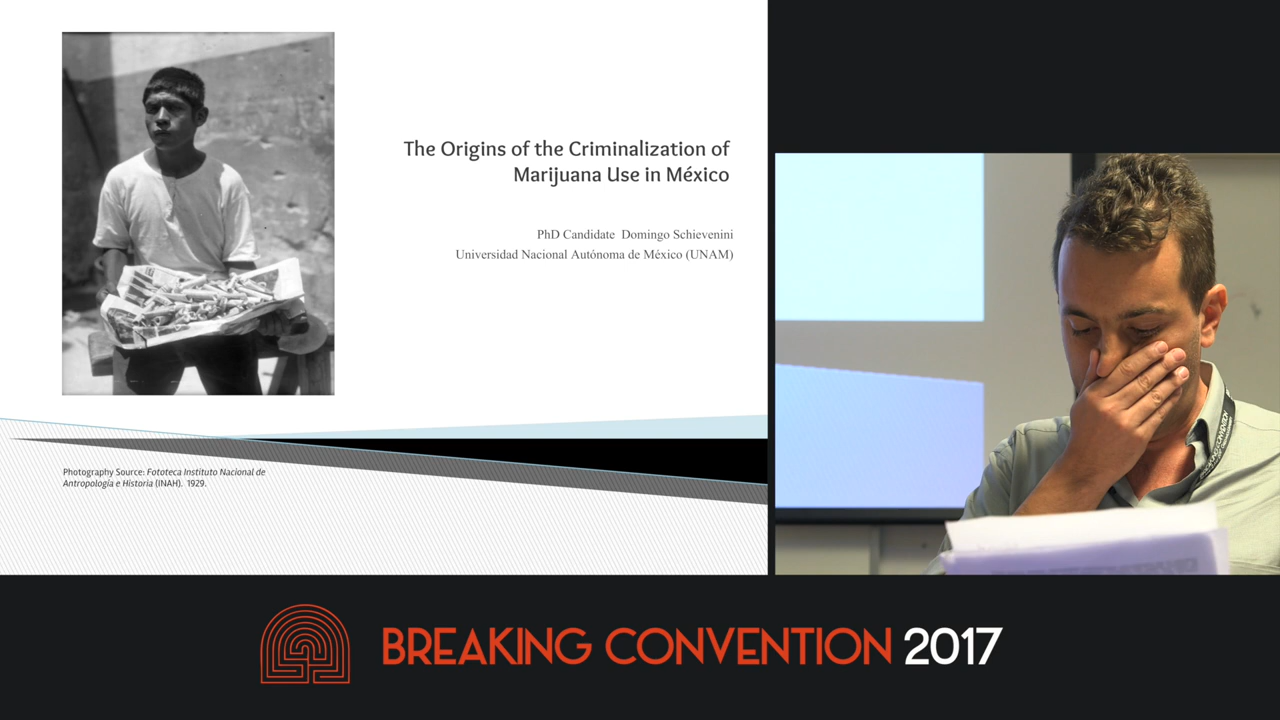 The Origins of the Criminalization of
Marijuana Use in México
PhD Candidate Domingo Schievenini
Universidad Nacional Autónoma de México (UNAM)
Photography Source: Fototeca Instituto Nacional de
Antropología e Historia (INAH). 1929.
BREAKING CONVENTION 2017